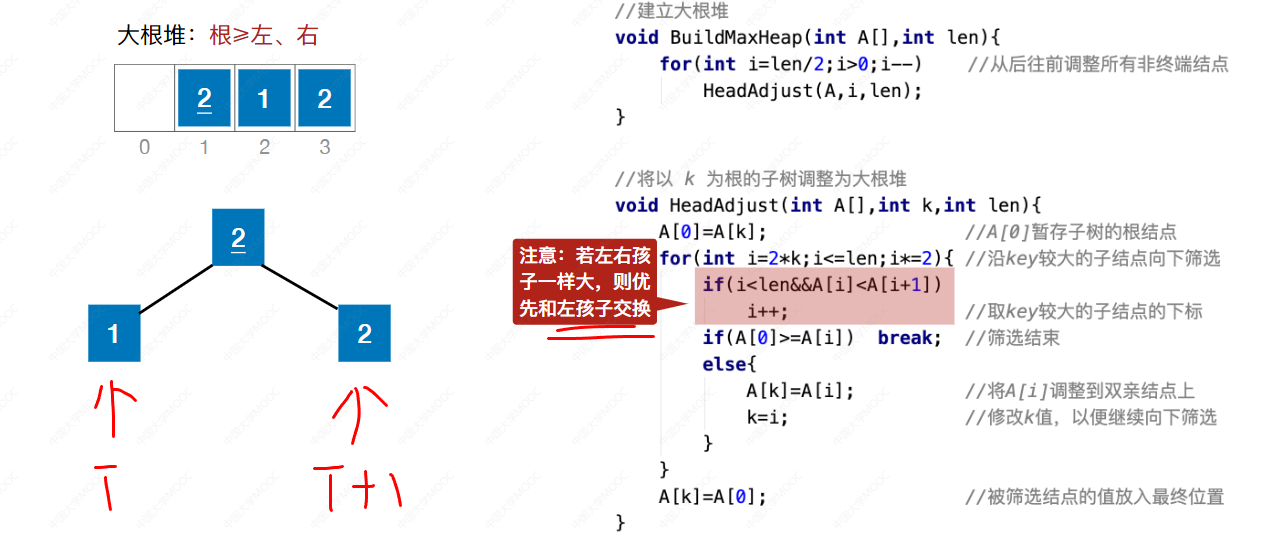 大根堆：根≥左、右
2 1 2
0 1 2 3
2
1 2
i i+1
//建立大根堆
void BuildMaxHeap(int A[],int len){
for(int i=len/2;i>0;i--) //从后往前调整所有非终端结点
HeadAdjust(A,i,len);
}
//将以 k 为根的子树调整为大根堆
void HeadAdjust(int A[],int k,int len){
A[0]=A[k]; //A[0]暂存子树的根结点
for(int i=2*k;i<=len;i*=2){ //沿key较大的子结点向下筛选
if(i<len&&A[i]<A[i+1])
i++; //取key较大的子结点的下标
if(A[0]>=A[i]) break; //筛选结束
else{
A[k]=A[i]; //将A[i]调整到双亲结点上
k=i; //修改k值，以便继续向下筛选
}
}
A[k]=A[0]; //被筛选结点的值放入最终位置
}
注意：若左右孩
子一样大，则优
先和左孩子交换
中国大学MOOC